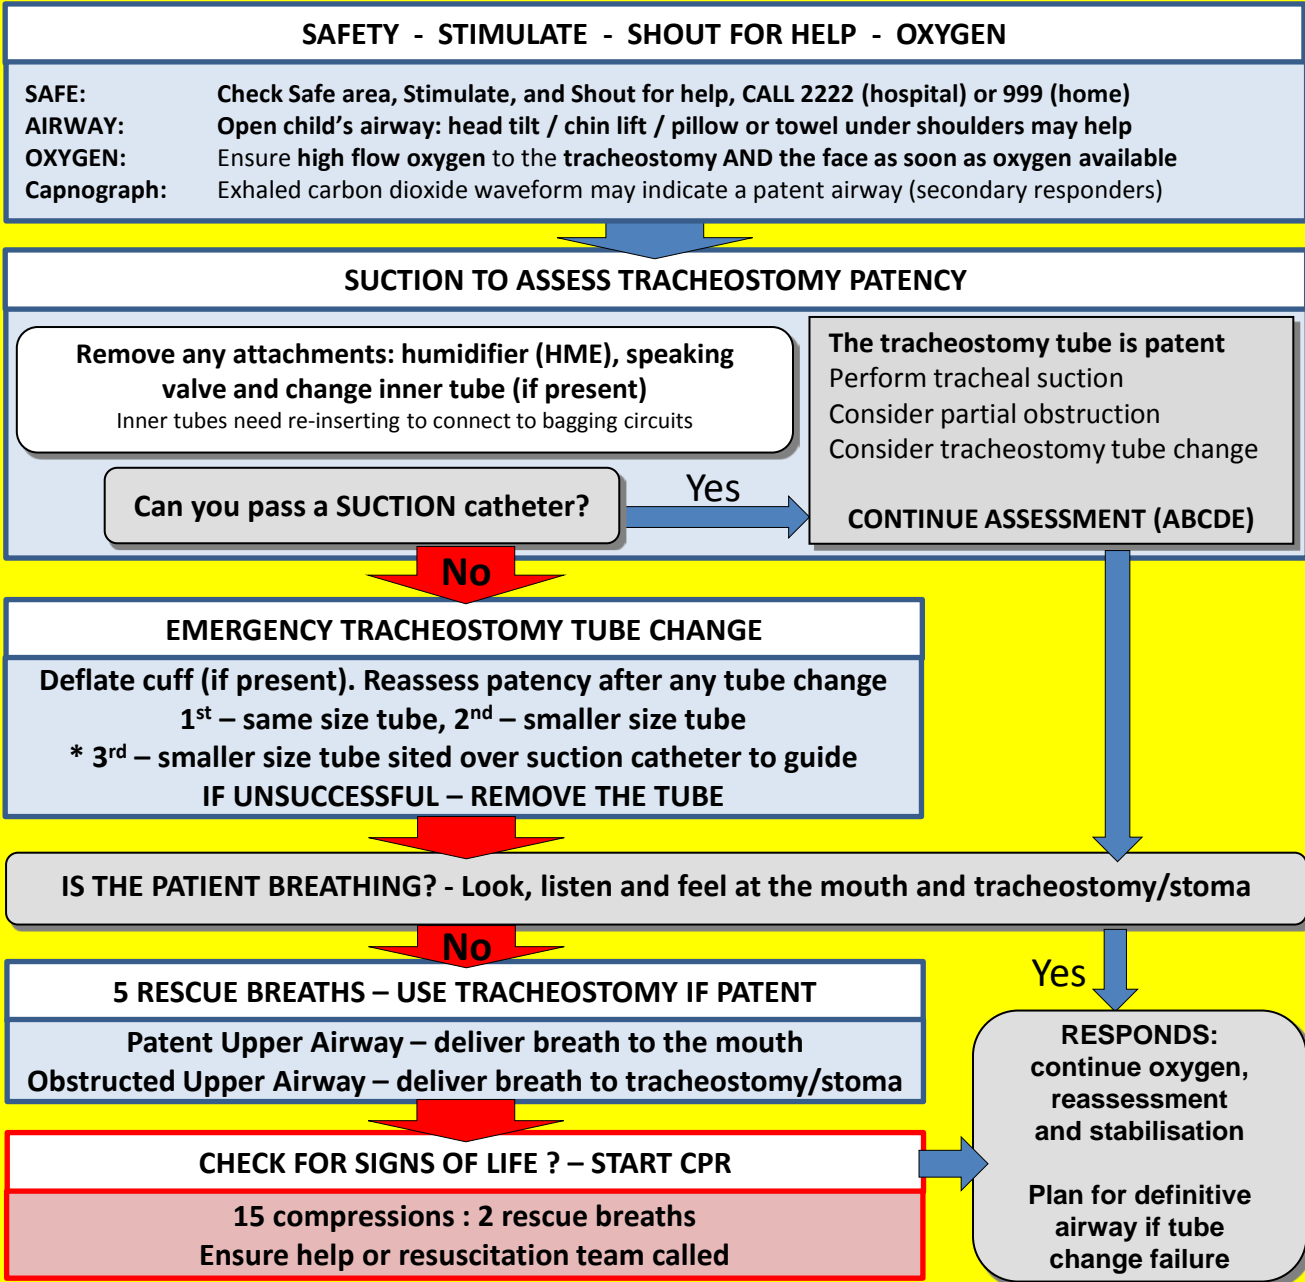 SAFETY - STIMULATE - SHOUT FOR HELP - OXYGEN
SAFE: Check Safe area, Stimulate, and Shout for help, CALL 2222 (hospital) or 999 (home)
AIRWAY: Open child's airway: head tilt / chin lift / pillow or towel under shoulders may help
OXYGEN: Ensure high flow oxygen to the tracheostomy AND the face as soon as oxygen available
Capnograph: Exhaled carbon dioxide waveform may indicate a patent airway (secondary responders)
SUCTION TO ASSESS TRACHEOSTOMY PATENCY
Remove any attachments: humidifier (HME), speaking
valve and change inner tube (if present)
Inner tubes need re-inserting to connect to bagging circuits
Can you pass a SUCTION catheter?
Yes
The tracheostomy tube is patent
Perform tracheal suction
Consider partial obstruction
Consider tracheostomy tube change
CONTINUE ASSESSMENT (ABCDE)
No
EMERGENCY TRACHEOSTOMY TUBE CHANGE
Deflate cuff (if present). Reassess patency after any tube change
1st – same size tube, 2nd – smaller size tube
* 3rd – smaller size tube sited over suction catheter to guide
IF UNSUCCESSFUL – REMOVE THE TUBE
IS THE PATIENT BREATHING? - Look, listen and feel at the mouth and tracheostomy/stoma
No
Yes
5 RESCUE BREATHS – USE TRACHEOSTOMY IF PATENT
Patent Upper Airway – deliver breath to the mouth
Obstructed Upper Airway – deliver breath to tracheostomy/stoma
CHECK FOR SIGNS OF LIFE ? – START CPR
15 compressions : 2 rescue breaths
Ensure help or resuscitation team called
RESPONDS:
continue oxygen,
reassessment
and stabilisation
Plan for definitive
airway if tube
change failure